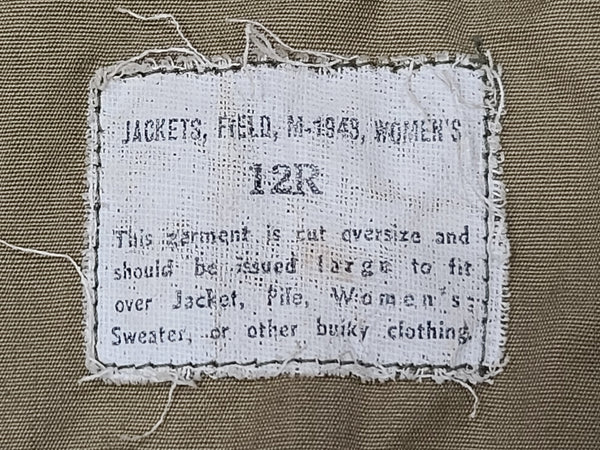 JACKETS, FIELD, M-1949, WOMEN'S
12R
This garment is cut oversize and
should be issued large to fit
over Jacket, Pile, Women's,
Sweater, or other bulky clothing.